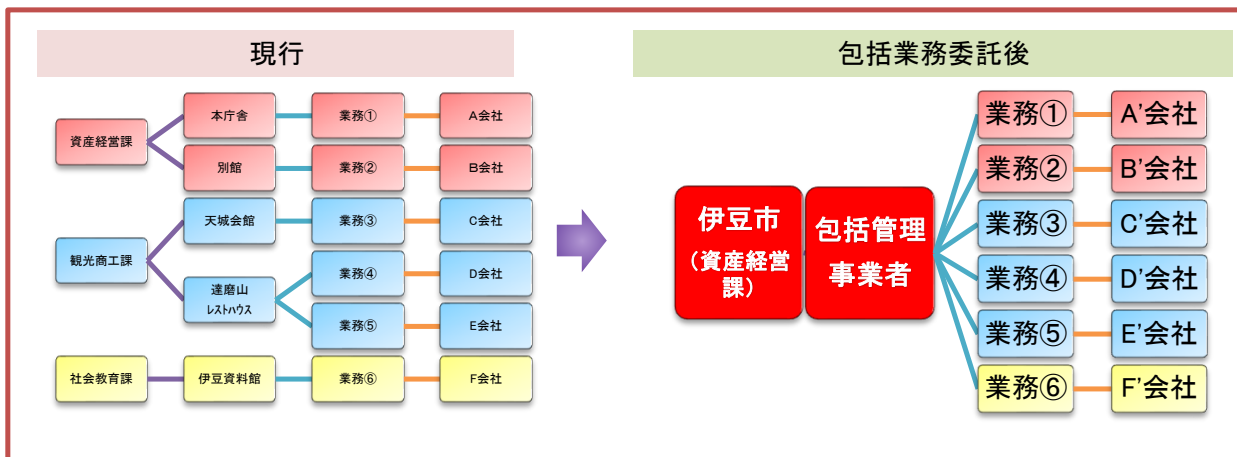 現行
資産経営課
本庁舎
業務①
A会社
別館
業務②
B会社
観光商工課
天城会館
業務③
C会社
達磨山
レストハウス
業務④
D会社
業務⑤
E会社
社会教育課
伊豆資料館
業務⑥
F会社
包括業務委託後
伊豆市
（資産経営
課）
包括管理
事業者
業務①
A’会社
業務②
B’会社
業務③
C’会社
業務④
D’会社
業務⑤
E’会社
業務⑥
F’会社